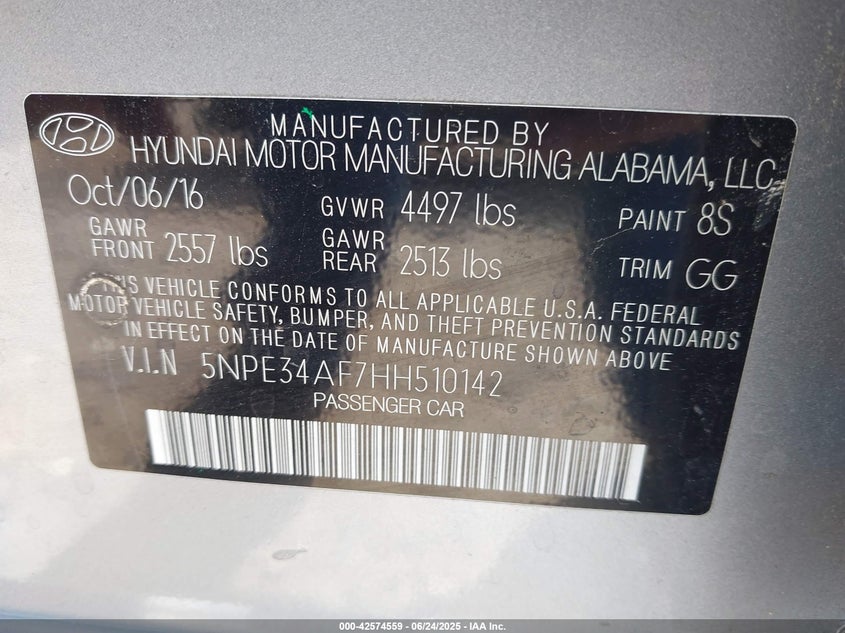 MANUFACTURED BY
HYUNDAI MOTOR MANUFACTURING ALABAMA, LLC
Oct/06/16 GVWR 4497 lbs PAINT 8S
GAWR FRONT 2557 lbs GAWR REAR 2513 lbs TRIM GG
THIS VEHICLE CONFORMS TO ALL APPLICABLE U.S.A. FEDERAL
MOTOR VEHICLE SAFETY, BUMPER, AND THEFT PREVENTION STANDARDS
IN EFFECT ON THE DATE OF MANUFACTURE SHOWN ABOVE
V.I.N 5NPE34AF7HH510142
PASSENGER CAR
000-42574559 - 06/24/2025 - IAA Inc.